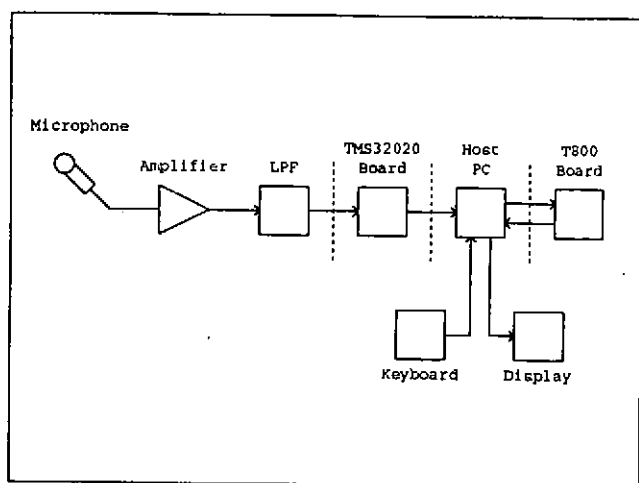 Microphone
Amplifier
LPF
TMS32020
Board
Host
PC
T800
Board
Keyboard
Display